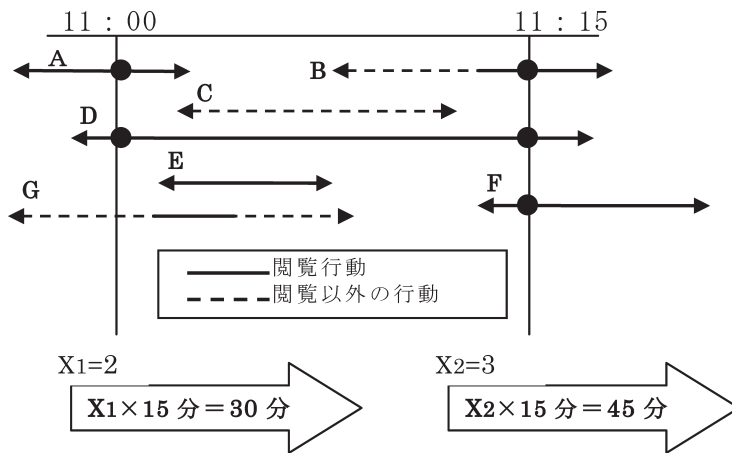 11：00
11：15
A
B
C
D
E
G
F
閲覧行動
閲覧以外の行動
X1=2
X2=3
X1×15 分＝30 分
X2×15 分＝45 分